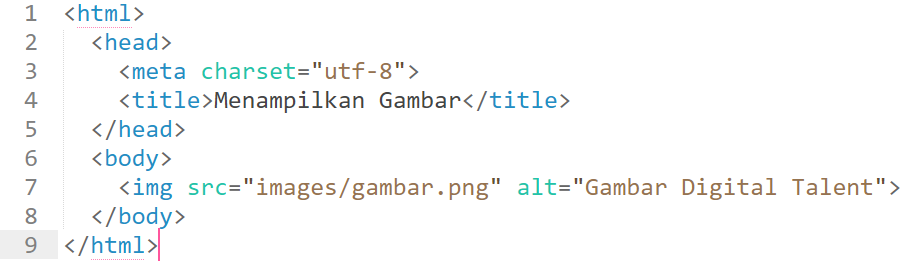 1 <html>
2 <head>
3 <meta charset="utf-8">
4 <title>Menampilkan Gambar</title>
5 </head>
6 <body>
7 <img src="images/gambar.png" alt="Gambar Digital Talent">
8 </body>
9 </html>